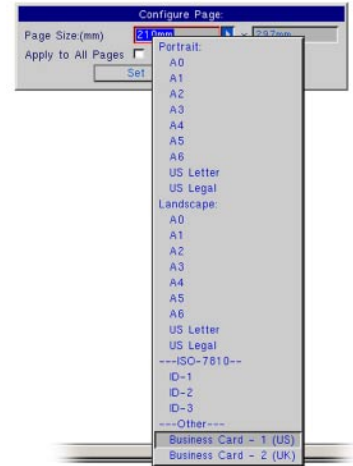 Configure Page:
Page Size:(mm) 210mm x 297mm
Apply to All Pages
Set
Portrait:
A0
A1
A2
A3
A4
A5
A6
US Letter
US Legal
Landscape:
A0
A1
A2
A3
A4
A5
A6
US Letter
US Legal
---ISO-7810--
ID-1
ID-2
ID-3
---Other---
Business Card - 1 (US)
Business Card - 2 (UK)